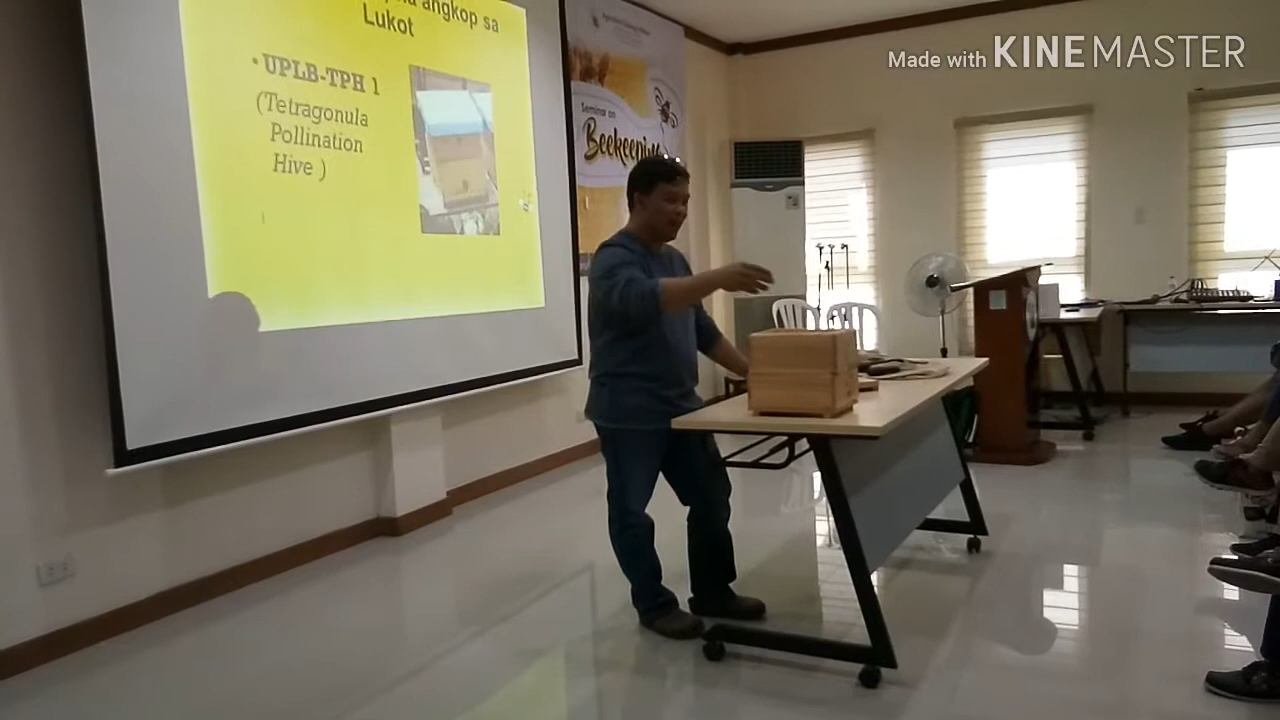 angkop sa
Lukot
• UPLB-TPH 1
(Tetragonula
Pollination
Hive )
Seminar on
Beekeeping
Made with KINEMASTER